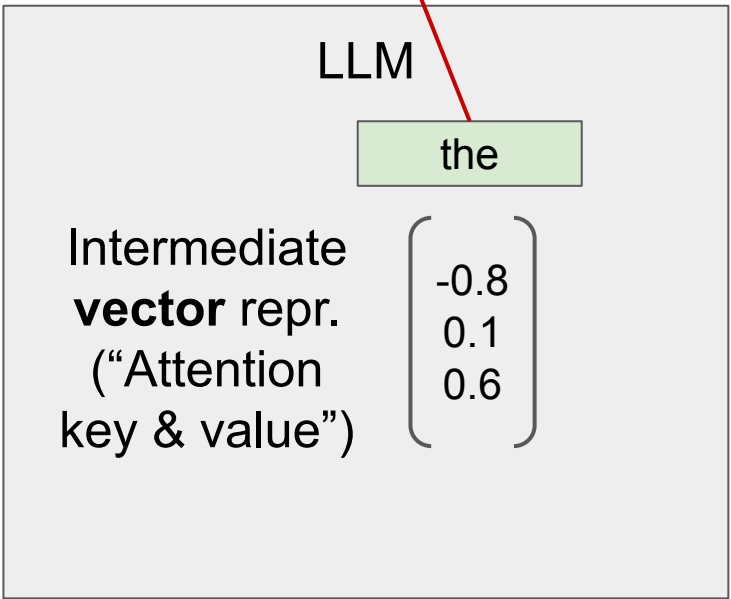 LLM
the
Intermediate
vector repr.
(“Attention
key & value”)
-0.8
0.1
0.6